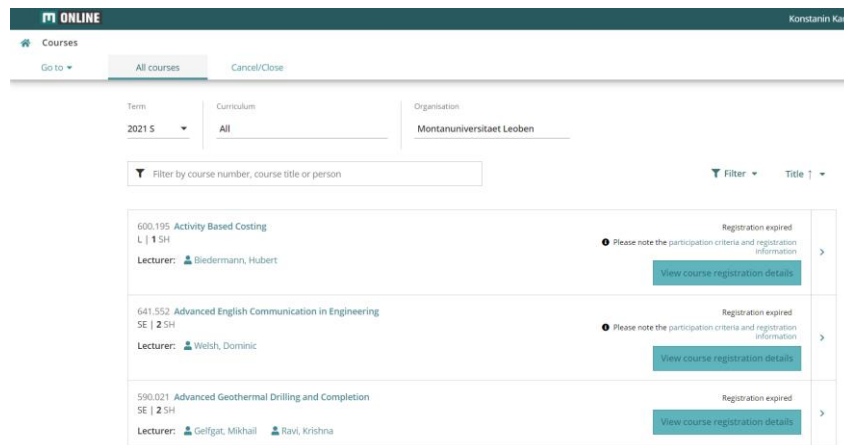 ONLINE
Konstanin Kar
Courses
Go to
All courses
Cancel/Close
Term
Curriculum
Organisation
2021 S
All
Montanuniversitaet Leoben
Filter by course number, course title or person
Filter
Title ↑
600.195 Activity Based Costing
Registration expired
L | 1 SH
Please note the participation criteria and registration
information
Lecturer: Biedermann, Hubert
View course registration details
641.552 Advanced English Communication in Engineering
Registration expired
SE | 2 SH
Please note the participation criteria and registration
information
Lecturer: Welsh, Dominic
View course registration details
590.021 Advanced Geothermal Drilling and Completion
Registration expired
SE | 2 SH
View course registration details
Lecturer: Gelfgat, Mikhail Ravi, Krishna